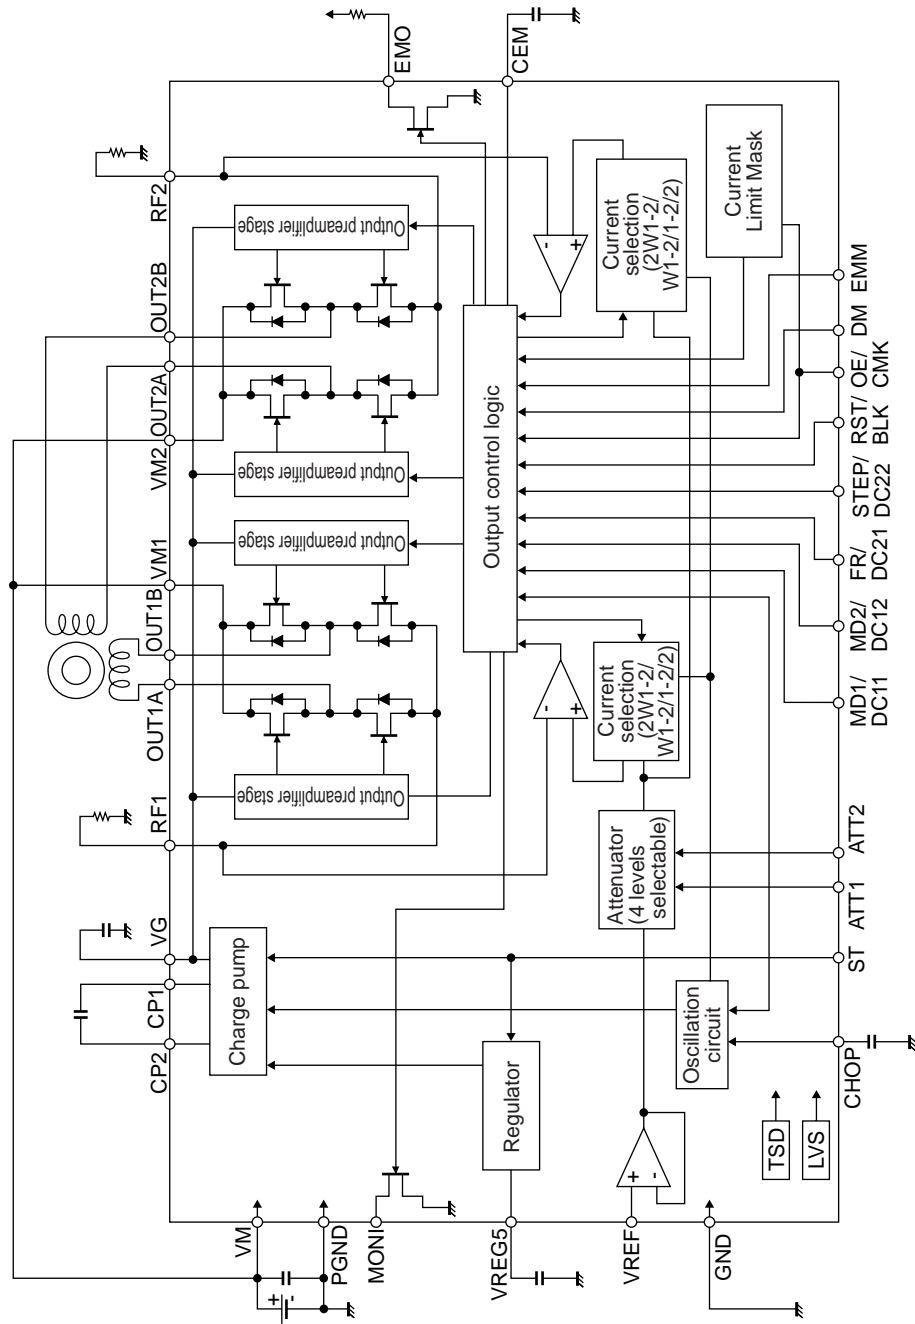 EMO
CEM
RF2
OUT2B
OUT2A
VM2
VM1
OUT1B
OUT1A
RF1
VG
CP1
CP2
Output preamplifier stage
Output preamplifier stage
Output preamplifier stage
Output preamplifier stage
Output control logic
-
+
Current
selection
(2W1-2/
W1-2/1-2/2)
Current
Limit Mask
-
+
Current
selection
(2W1-2/
W1-2/1-2/2)
Attenuator
(4 levels
selectable)
Charge pump
Regulator
Oscillation
circuit
TSD
LVS
+
-
+
-
VM
PGND
MONI
VREG5
VREF
GND
EMM
DM
OE/
CMK
RST/
BLK
STEP/
DC22
FR/
DC21
MD2/
DC12
MD1/
DC11
ATT2
ATT1
ST
CHOP